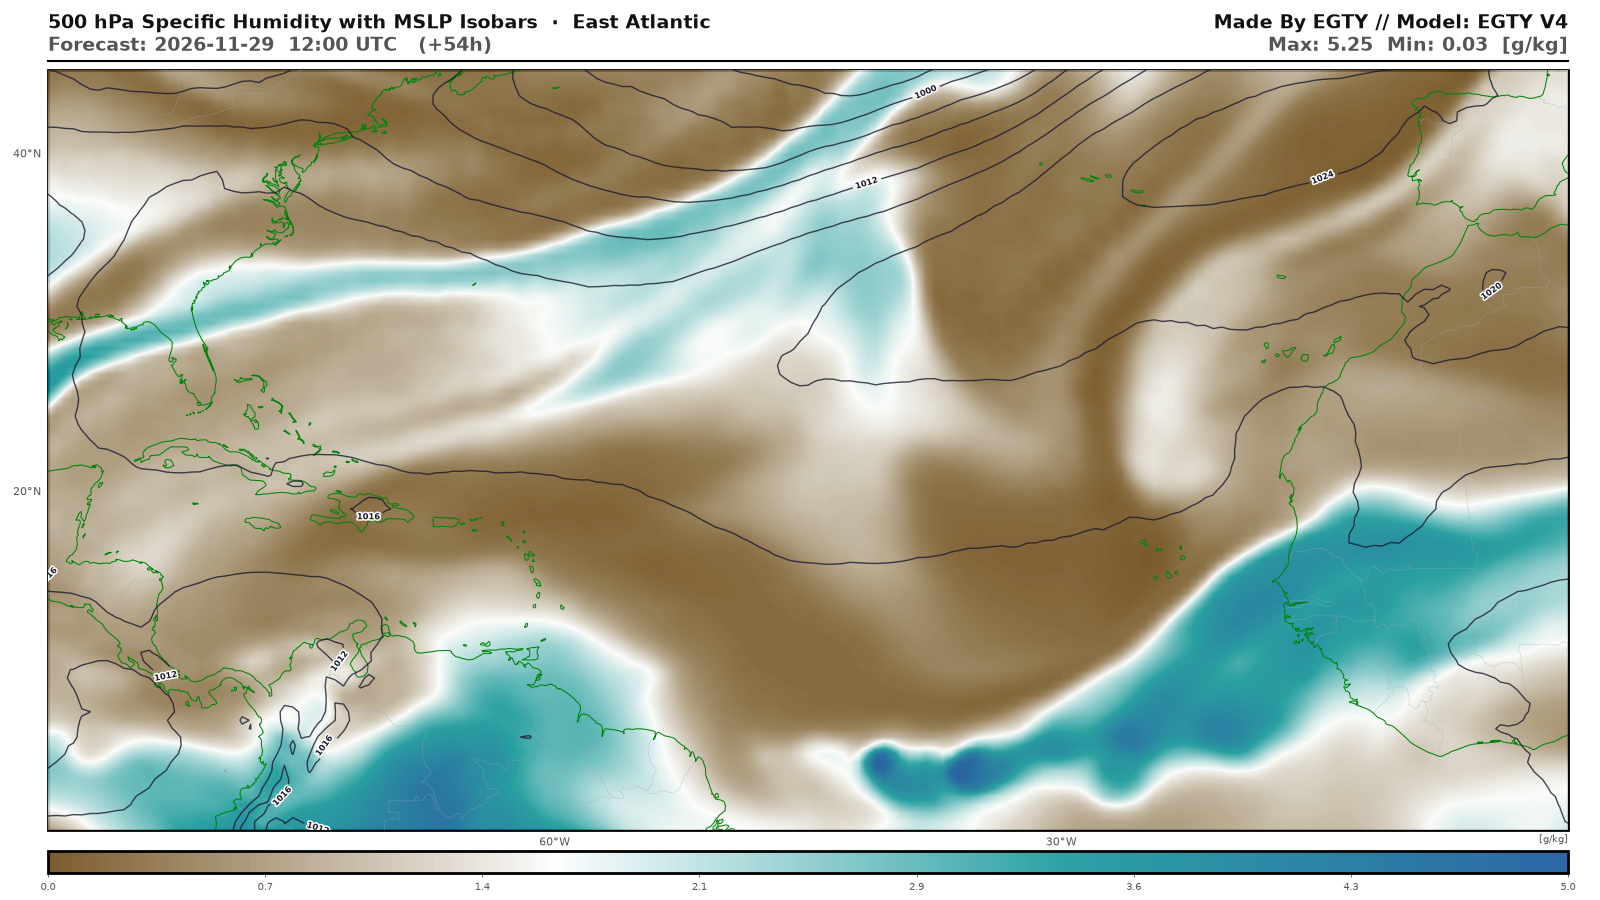 500 hPa Specific Humidity with MSLP Isobars · East Atlantic
Made By EGTY // Model: EGTY V4
Forecast: 2026-11-29 12:00 UTC (+54h)
Max: 5.25 Min: 0.03 [g/kg]
1000
40°N
1012
1024
1020
20°N
1016
16
1012
1012
1016
1016
1012
60°W
30°W
[g/kg]
0.0
0.7
1.4
2.1
2.9
3.6
4.3
5.0